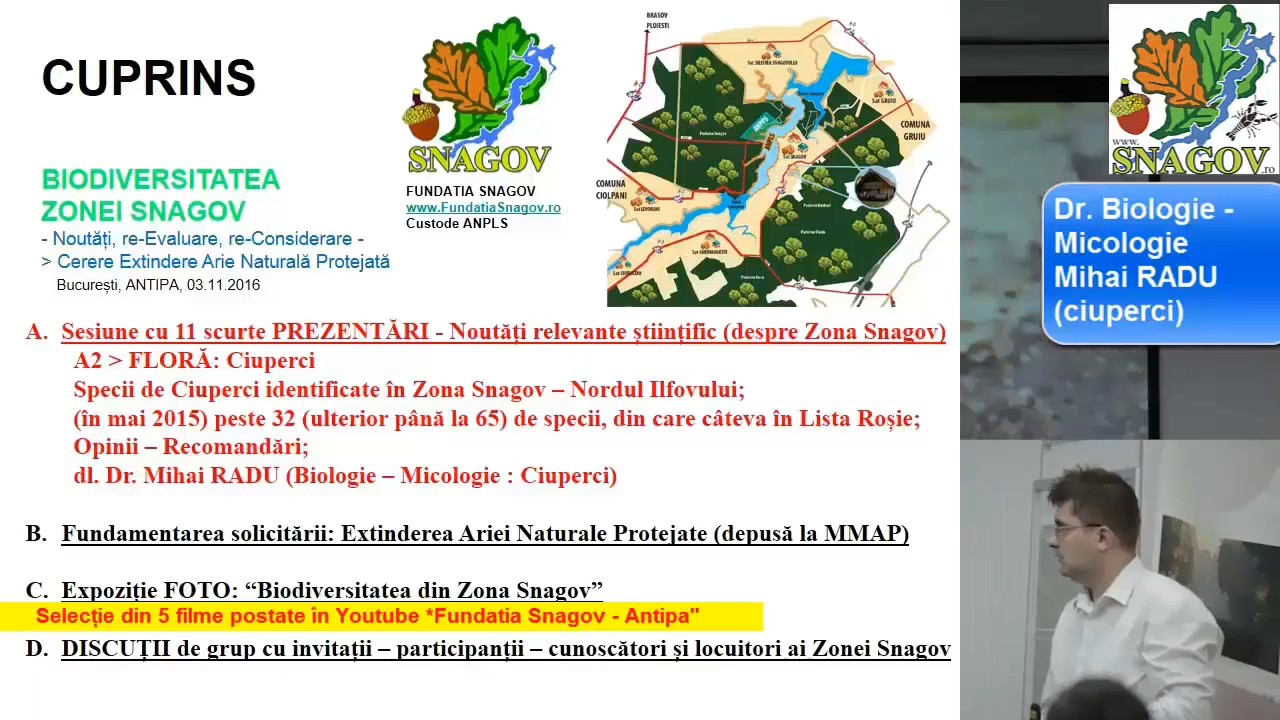 CUPRINS
SNAGOV
FUNDATIA SNAGOV
www.FundatiaSnagov.ro
Custode ANPLS
BIODIVERSITATEA
ZONEI SNAGOV
- Noutăți, re-Evaluare, re-Considerare -
> Cerere Extindere Arie Naturală Protejată
București, ANTIPA, 03.11.2016
BRASOV
PLOIESTI
COMUNA
GRUIU
COMUNA
CIOLPANI
Sat GRUIU
Sat SNAGOV
A. Sesiune cu 11 scurte PREZENTĂRI - Noutăți relevante științific (despre Zona Snagov)
A2 > FLORĂ: Ciuperci
Specii de Ciuperci identificate în Zona Snagov – Nordul Ilfovului;
(în mai 2015) peste 32 (ulterior până la 65) de specii, din care câteva în Lista Roșie;
Opinii – Recomandări;
dl. Dr. Mihai RADU (Biologie – Micologie : Ciuperci)
B. Fundamentarea solicitării: Extinderea Ariei Naturale Protejate (depusă la MMAP)
C. Expoziție FOTO: “Biodiversitatea din Zona Snagov”
Selecție din 5 filme postate în Youtube *Fundatia Snagov - Antipa"
D. DISCUȚII de grup cu invitații – participanții – cunoscători și locuitori ai Zonei Snagov
www.
SNAGOV
.ro
Dr. Biologie -
Micologie
Mihai RADU
(ciuperci)